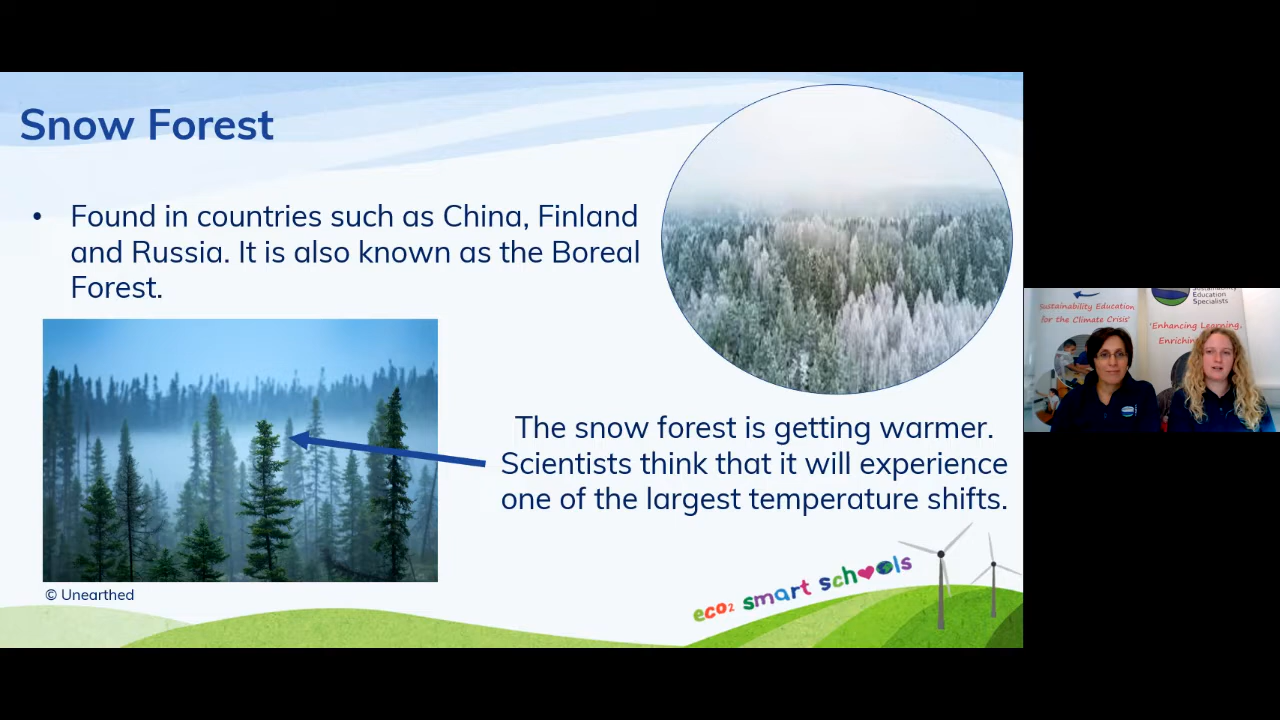 Snow Forest
• Found in countries such as China, Finland
and Russia. It is also known as the Boreal
Forest.
The snow forest is getting warmer.
Scientists think that it will experience
one of the largest temperature shifts.
© Unearthed
eco2 smart schools
Sustainability Education
for the Climate Crisis'
Sustainability
Education
Specialists
'Enhancing Learning,